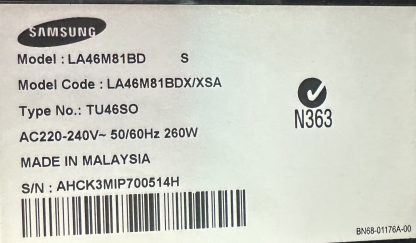 SAMSUNG
Model : LA46M81BD S
Model Code : LA46M81BDX/XSA
Type No.: TU46SO
AC220-240V~ 50/60Hz 260W
N363
MADE IN MALAYSIA
S/N : AHCK3MIP700514H
BN68-01176A-00